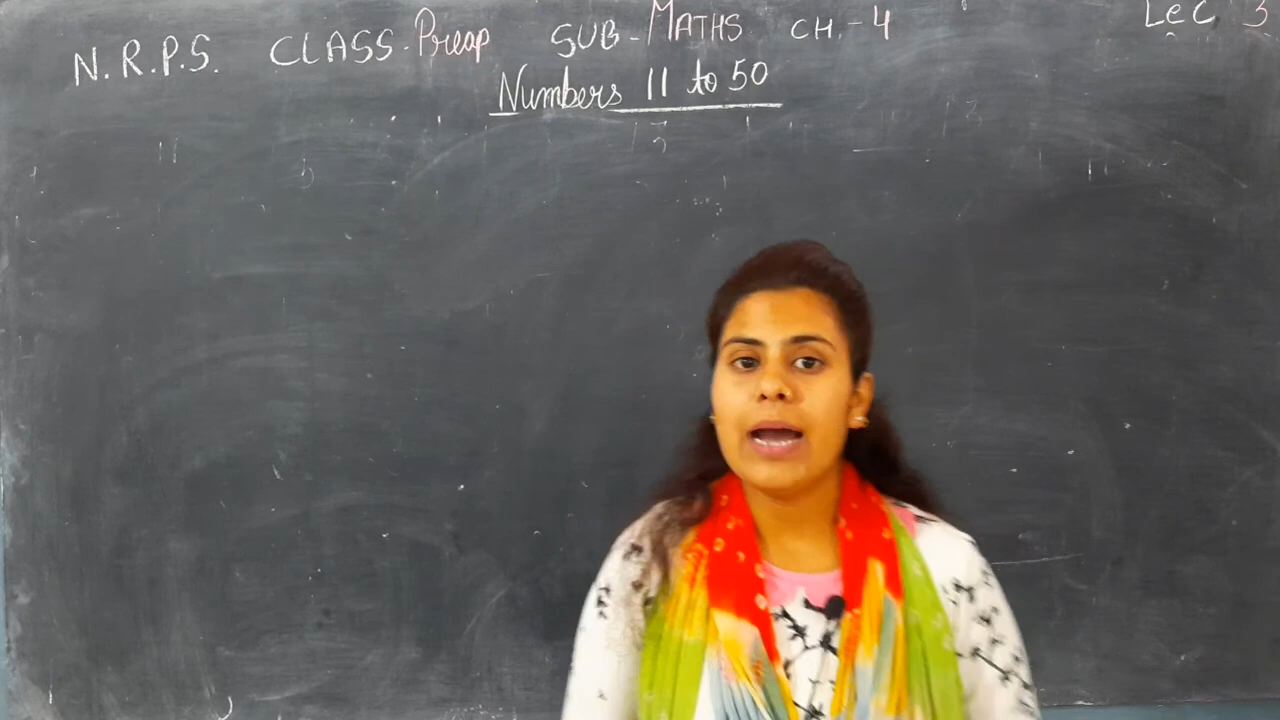 N.R.P.S. CLASS-Preap SUB-MATHS CH.-4 LeC 3
Numbers 11 to 50